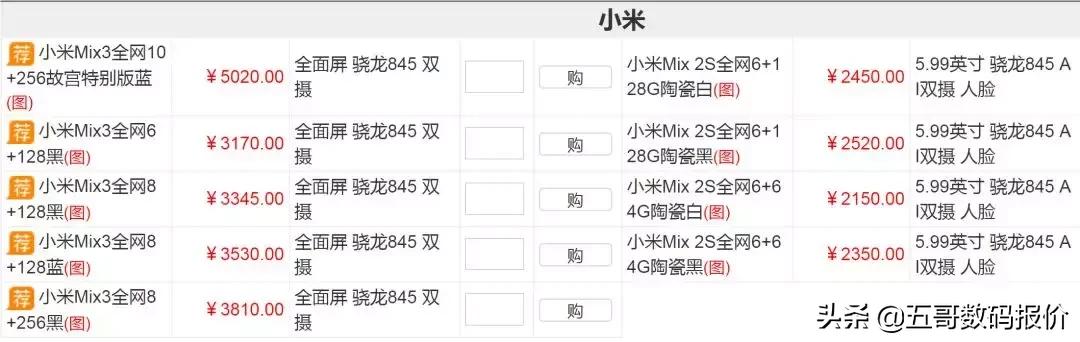 小米
荐 小米Mix3全网10
+256故宫特别版蓝
(图)
￥5020.00
全面屏 骁龙845 双
摄
购
小米Mix 2S全网6+1
28G陶瓷白(图)
￥2450.00
5.99英寸 骁龙845 A
I双摄 人脸
荐 小米Mix3全网6
+128黑(图)
￥3170.00
全面屏 骁龙845 双
摄
购
小米Mix 2S全网6+1
28G陶瓷黑(图)
￥2520.00
5.99英寸 骁龙845 A
I双摄 人脸
荐 小米Mix3全网8
+128黑(图)
￥3345.00
全面屏 骁龙845 双
摄
购
小米Mix 2S全网6+6
4G陶瓷白(图)
￥2150.00
5.99英寸 骁龙845 A
I双摄 人脸
荐 小米Mix3全网8
+128蓝(图)
￥3530.00
全面屏 骁龙845 双
摄
购
小米Mix 2S全网6+6
4G陶瓷黑(图)
￥2350.00
5.99英寸 骁龙845 A
I双摄 人脸
荐 小米Mix3全网8
+256黑(图)
￥3810.00
全面屏 骁龙845 双
摄
购
头条 @五哥数码报价